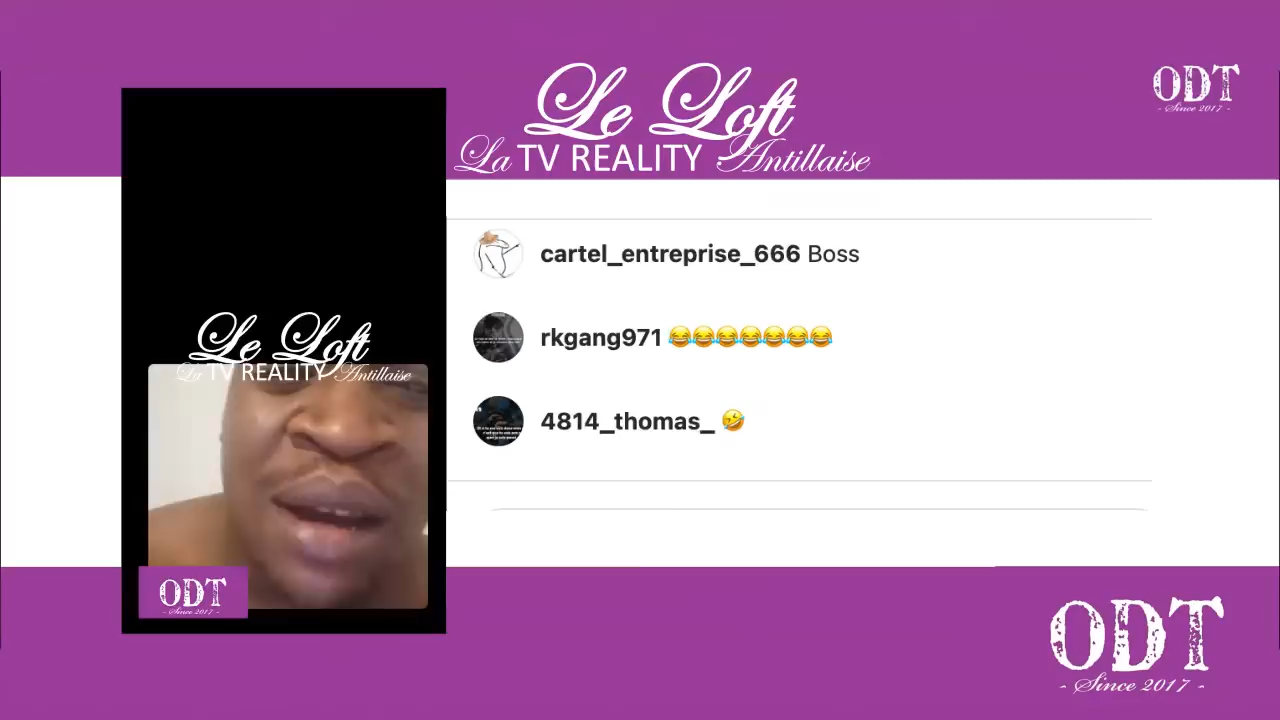 Le Loft
La TV REALITY Antillaise
ODT
- Since 2017 -
cartel_entreprise_666 Boss
rkgang971 😂😂😂😂😂😂😂
4814_thomas_ 🤣
Le Loft
La TV REALITY Antillaise
ODT
- Since 2017 -
ODT
- Since 2017 -